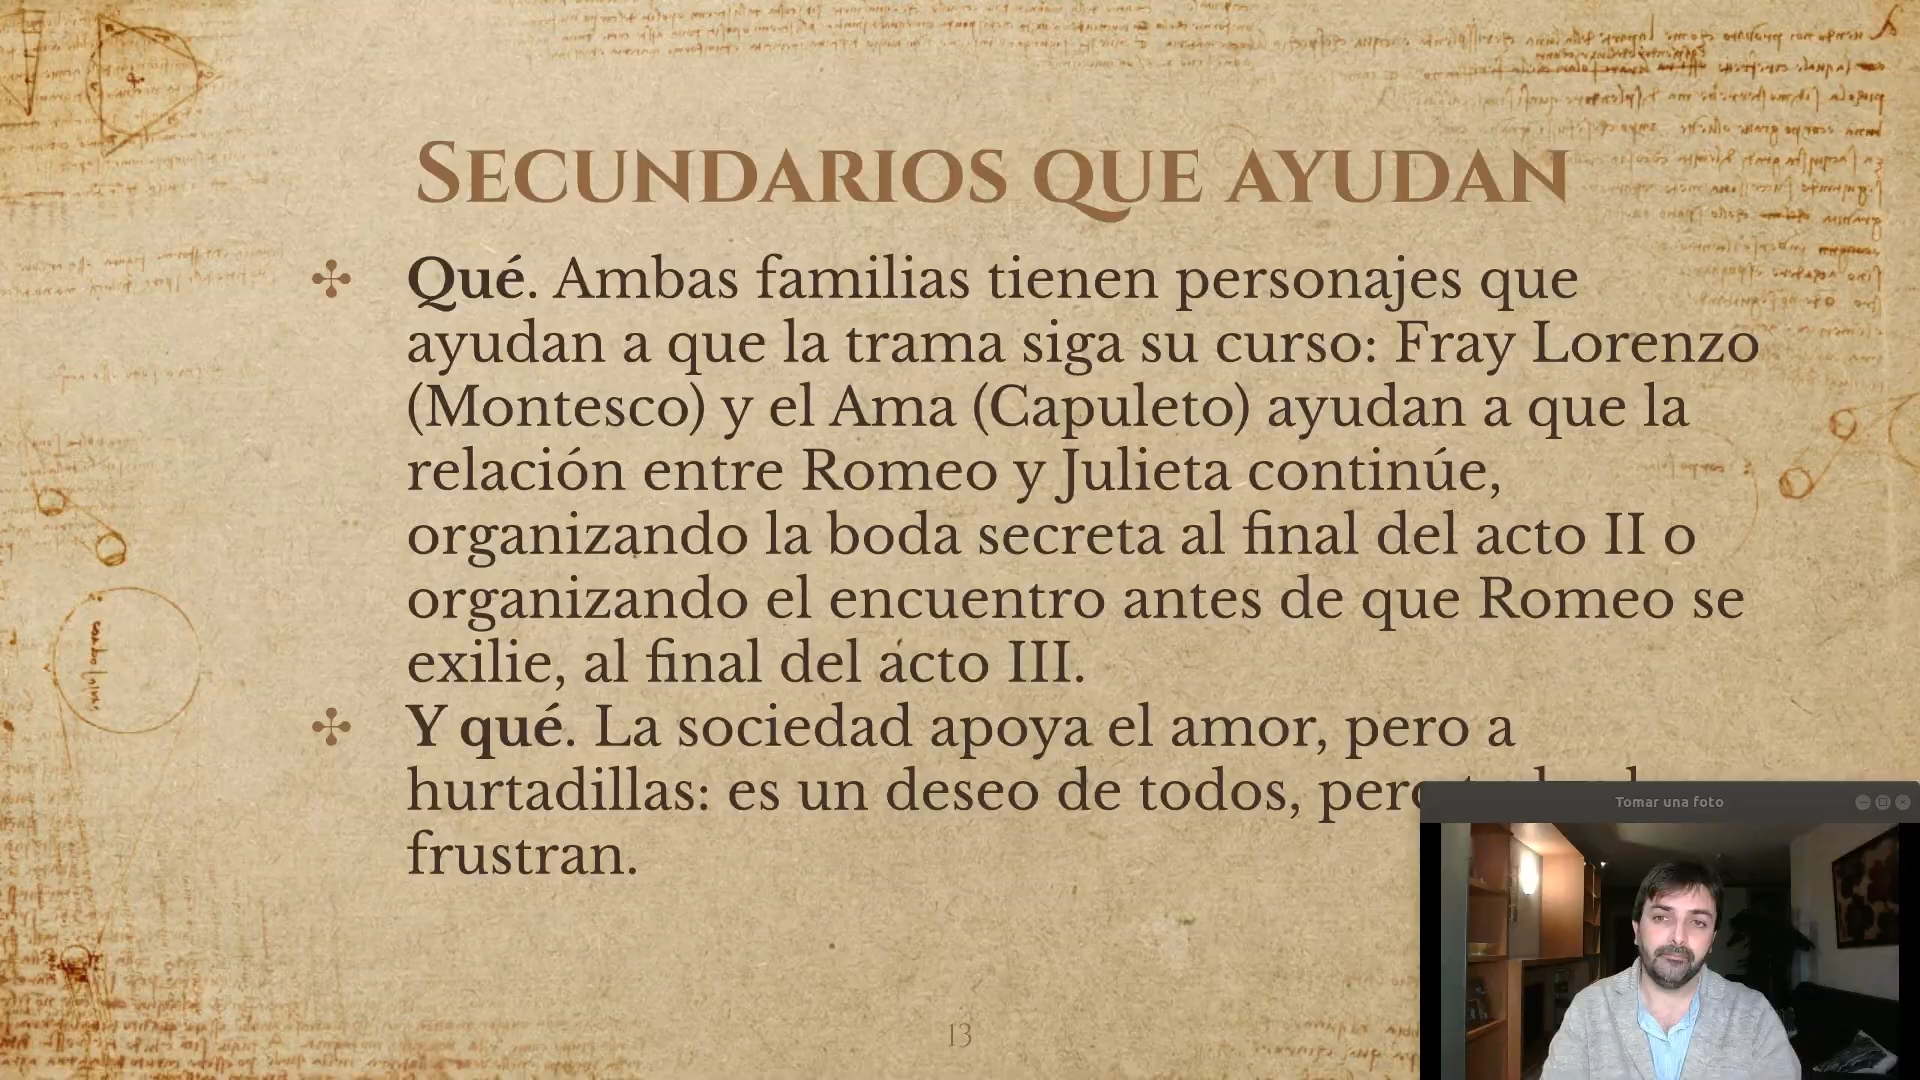 Secundarios que ayudan
Qué. Ambas familias tienen personajes que
ayudan a que la trama siga su curso: Fray Lorenzo
(Montesco) y el Ama (Capuleto) ayudan a que la
relación entre Romeo y Julieta continúe,
organizando la boda secreta al final del acto II o
organizando el encuentro antes de que Romeo se
exilie, al final del acto III.
Y qué. La sociedad apoya el amor, pero a
hurtadillas: es un deseo de todos, pero
frustran.
Tomar una foto
13